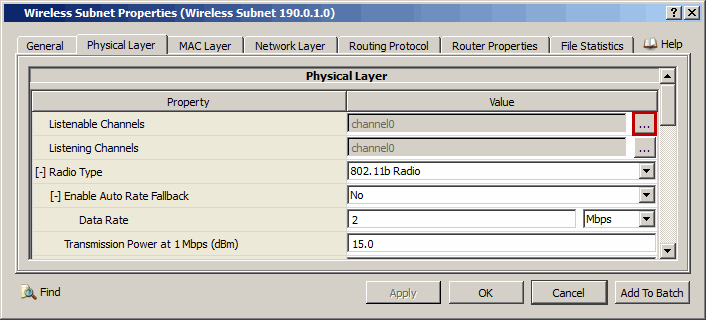 Wireless Subnet Properties (Wireless Subnet 190.0.1.0)
General Physical Layer MAC Layer Network Layer Routing Protocol Router Properties File Statistics Help
Physical Layer
Property Value
Listenable Channels channel0 ...
Listening Channels channel0 ...
[-] Radio Type 802.11b Radio
[-] Enable Auto Rate Fallback No
Data Rate 2 Mbps
Transmission Power at 1 Mbps (dBm) 15.0
Find Apply OK Cancel Add To Batch